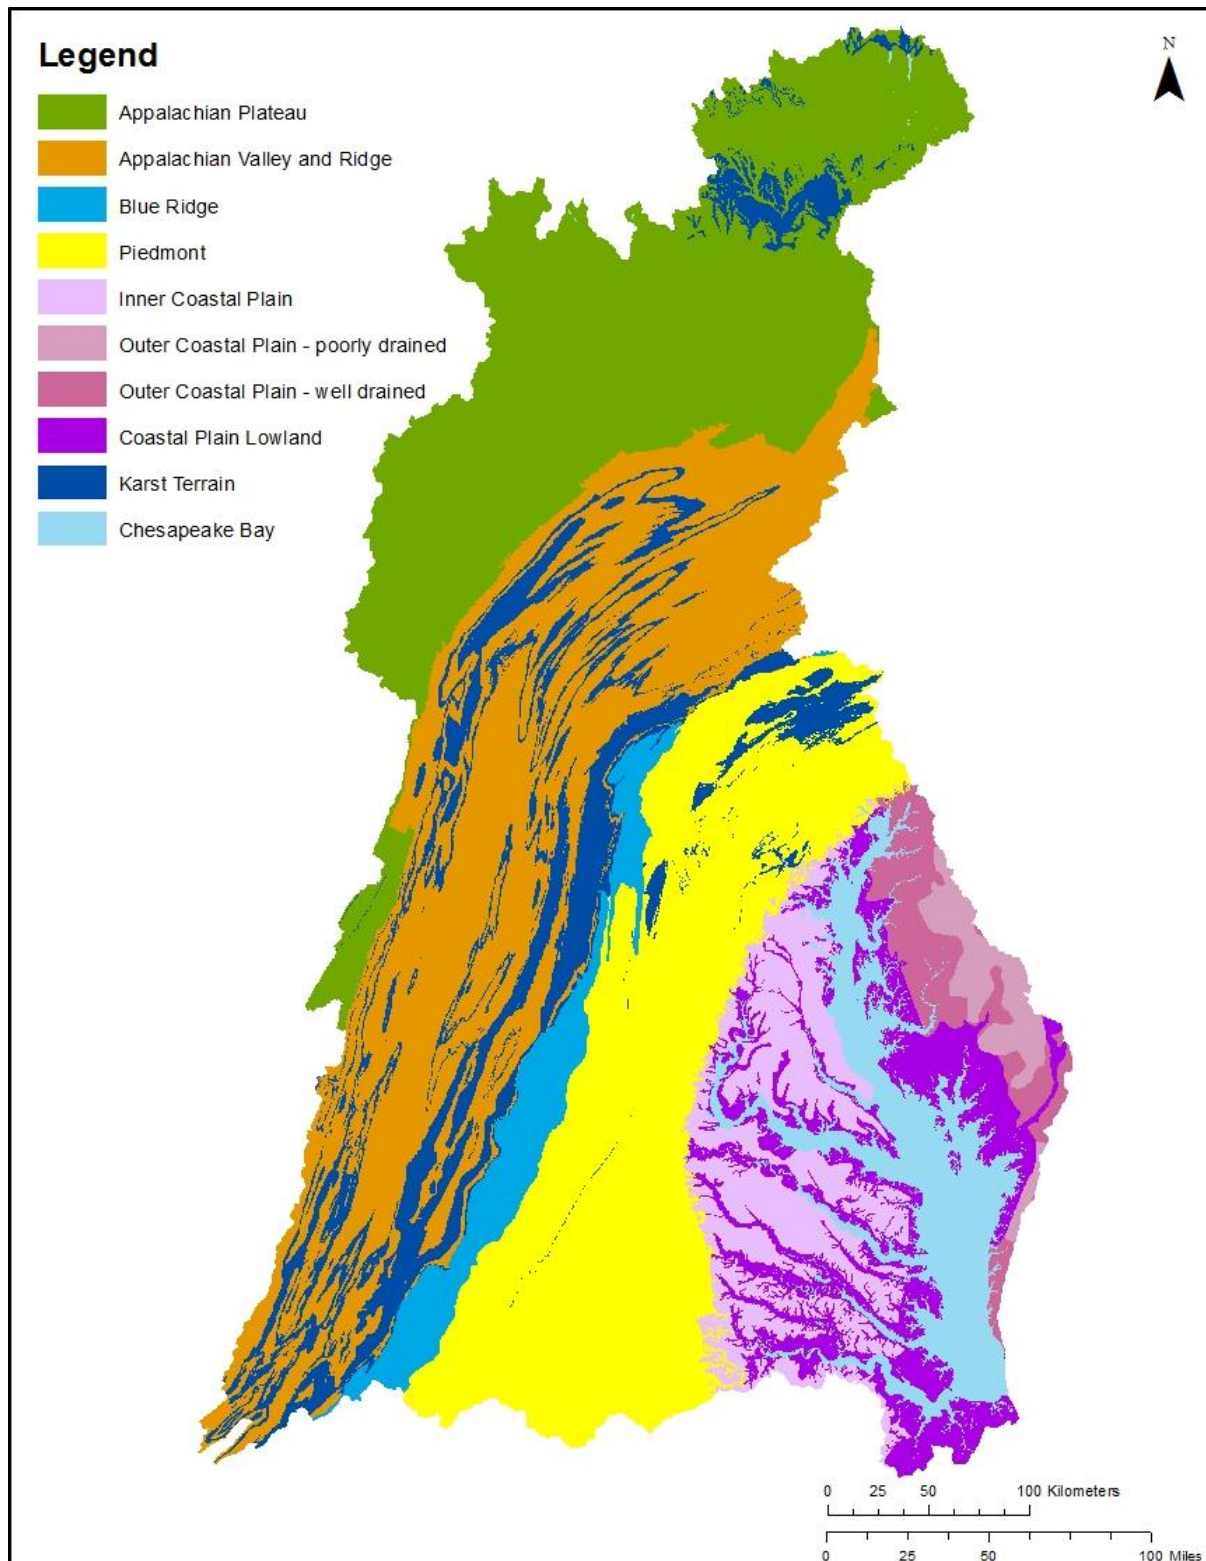 Legend
N
Appalachian Plateau
Appalachian Valley and Ridge
Blue Ridge
Piedmont
Inner Coastal Plain
Outer Coastal Plain - poorly drained
Outer Coastal Plain - well drained
Coastal Plain Lowland
Karst Terrain
Chesapeake Bay
0 25 50 100 Kilometers
0 25 50 100 Miles